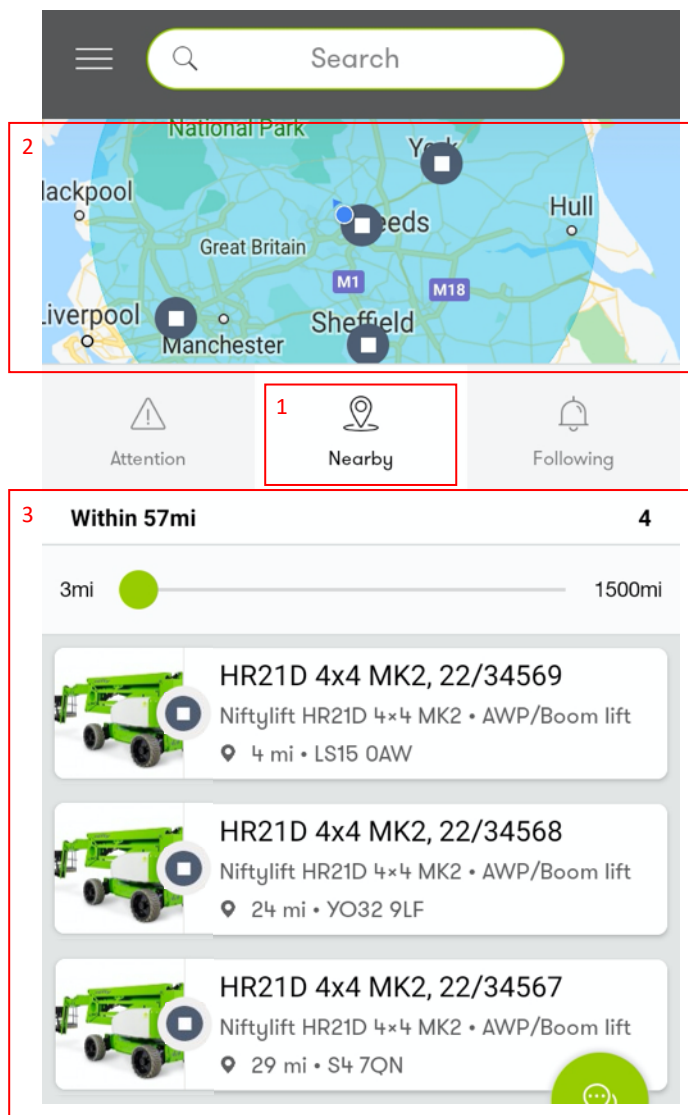 Search
2
National Park
York
lackpool
Leeds
Hull
Great Britain
M1
M18
Liverpool
Sheffield
Manchester
1
Attention
Nearby
Following
3
Within 57mi
4
3mi
1500mi
HR21D 4x4 MK2, 22/34569
Niftylift HR21D 4×4 MK2 • AWP/Boom lift
4 mi • LS15 0AW
HR21D 4x4 MK2, 22/34568
Niftylift HR21D 4×4 MK2 • AWP/Boom lift
24 mi • YO32 9LF
HR21D 4x4 MK2, 22/34567
Niftylift HR21D 4×4 MK2 • AWP/Boom lift
29 mi • S4 7QN